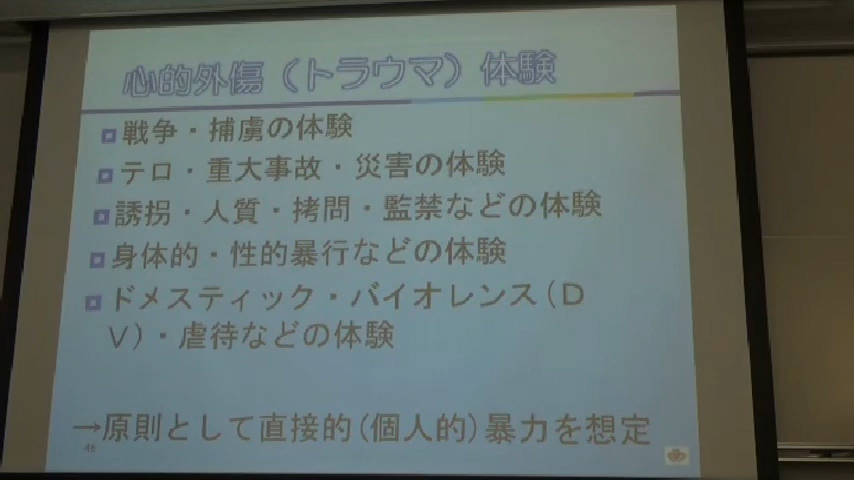 心的外傷（トラウマ）体験
戦争・捕虜の体験
テロ・重大事故・災害の体験
誘拐・人質・拷問・監禁などの体験
身体的・性的暴行などの体験
ドメスティック・バイオレンス（D
V）・虐待などの体験
→原則として直接的（個人的）暴力を想定
46